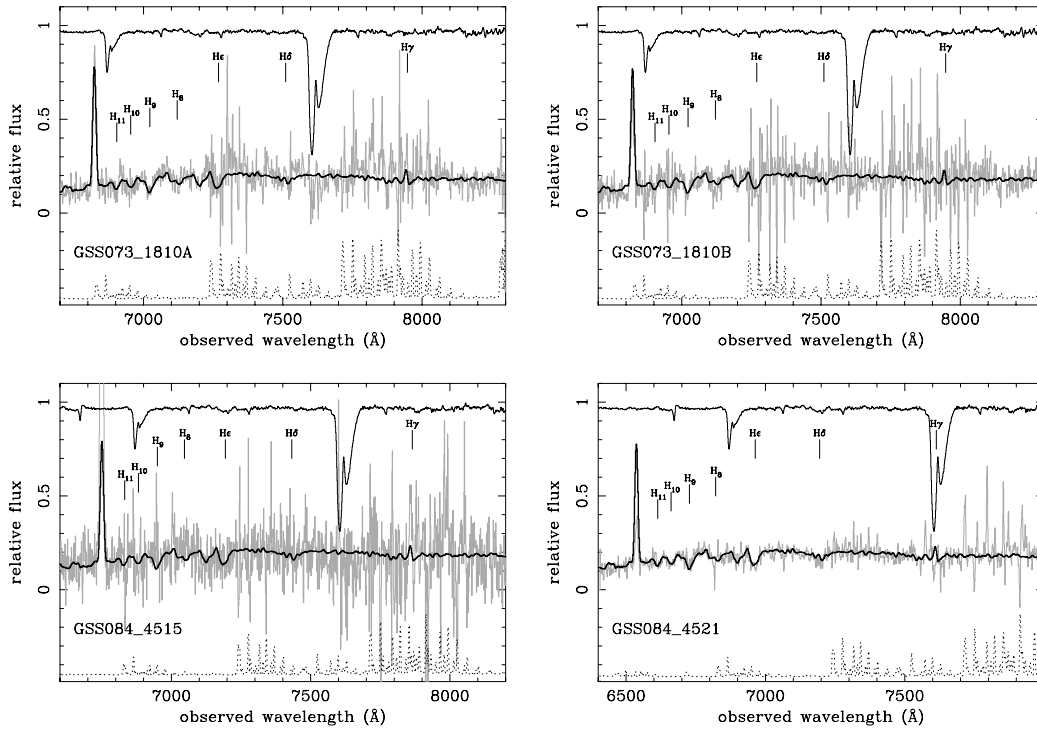 1
0.5
0
relative flux
Hε
Hδ
Hγ
H11
H10
H9
H8
GSS073_1810A
7000
7500
8000
observed wavelength (Å)
1
0.5
0
relative flux
Hε
Hδ
Hγ
H11
H10
H9
H8
GSS073_1810B
7000
7500
8000
observed wavelength (Å)
1
0.5
0
relative flux
H11
H10
H9
H8
Hε
Hδ
Hγ
GSS084_4515
7000
7500
8000
observed wavelength (Å)
1
0.5
0
relative flux
H11
H10
H9
H8
Hε
Hδ
Hγ
GSS084_4521
6500
7000
7500
observed wavelength (Å)